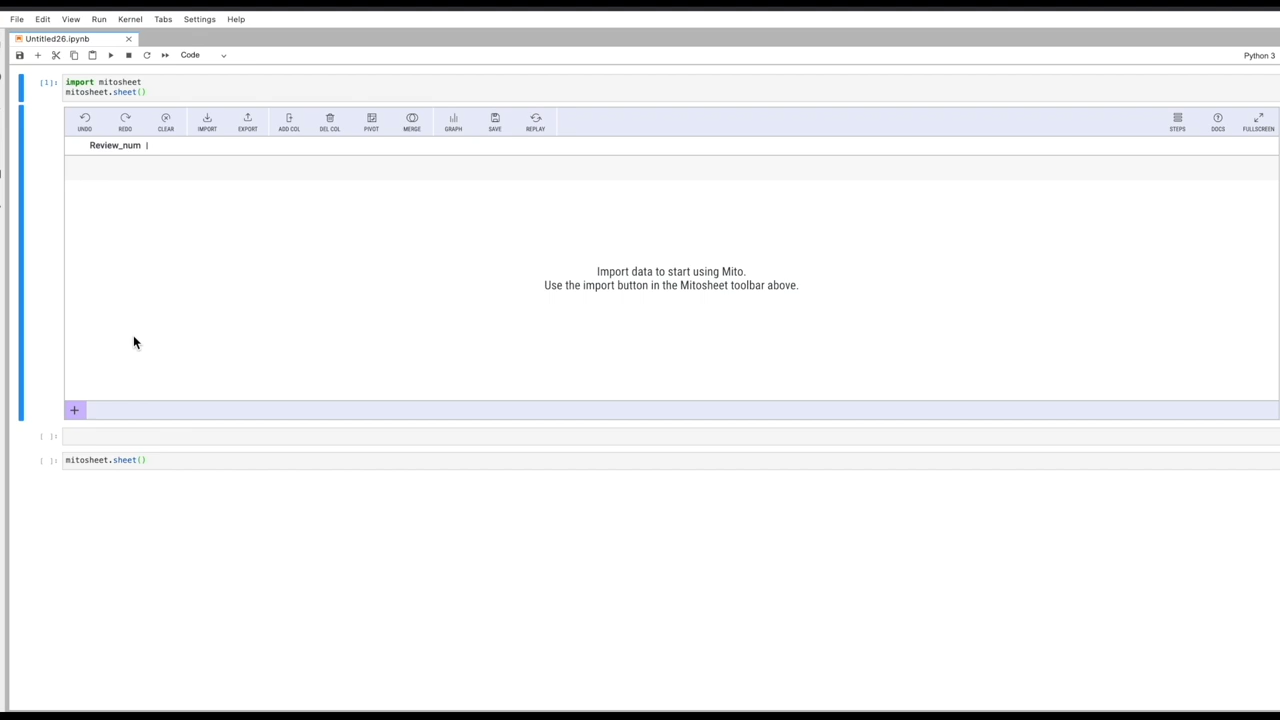 File Edit View Run Kernel Tabs Settings Help
Untitled26.ipynb
Code
Python 3
[1]:
import mitosheet
mitosheet.sheet()
UNDO REDO CLEAR IMPORT EXPORT ADD COL DEL COL PIVOT MERGE GRAPH SAVE REPLAY STEPS DOCS FULLSCREEN
Review_num
Import data to start using Mito.
Use the import button in the Mitosheet toolbar above.
+
[ ]:
[ ]: mitosheet.sheet()